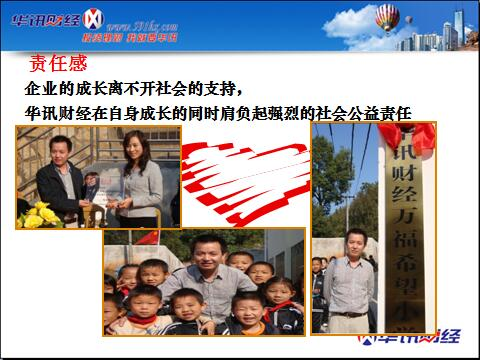 华讯财经
www.591hx.com
投资理财 我就查华讯
责任感
企业的成长离不开社会的支持，
华讯财经在自身成长的同时肩负起强烈的社会公益责任
华讯财经万福希望小学
华讯财经